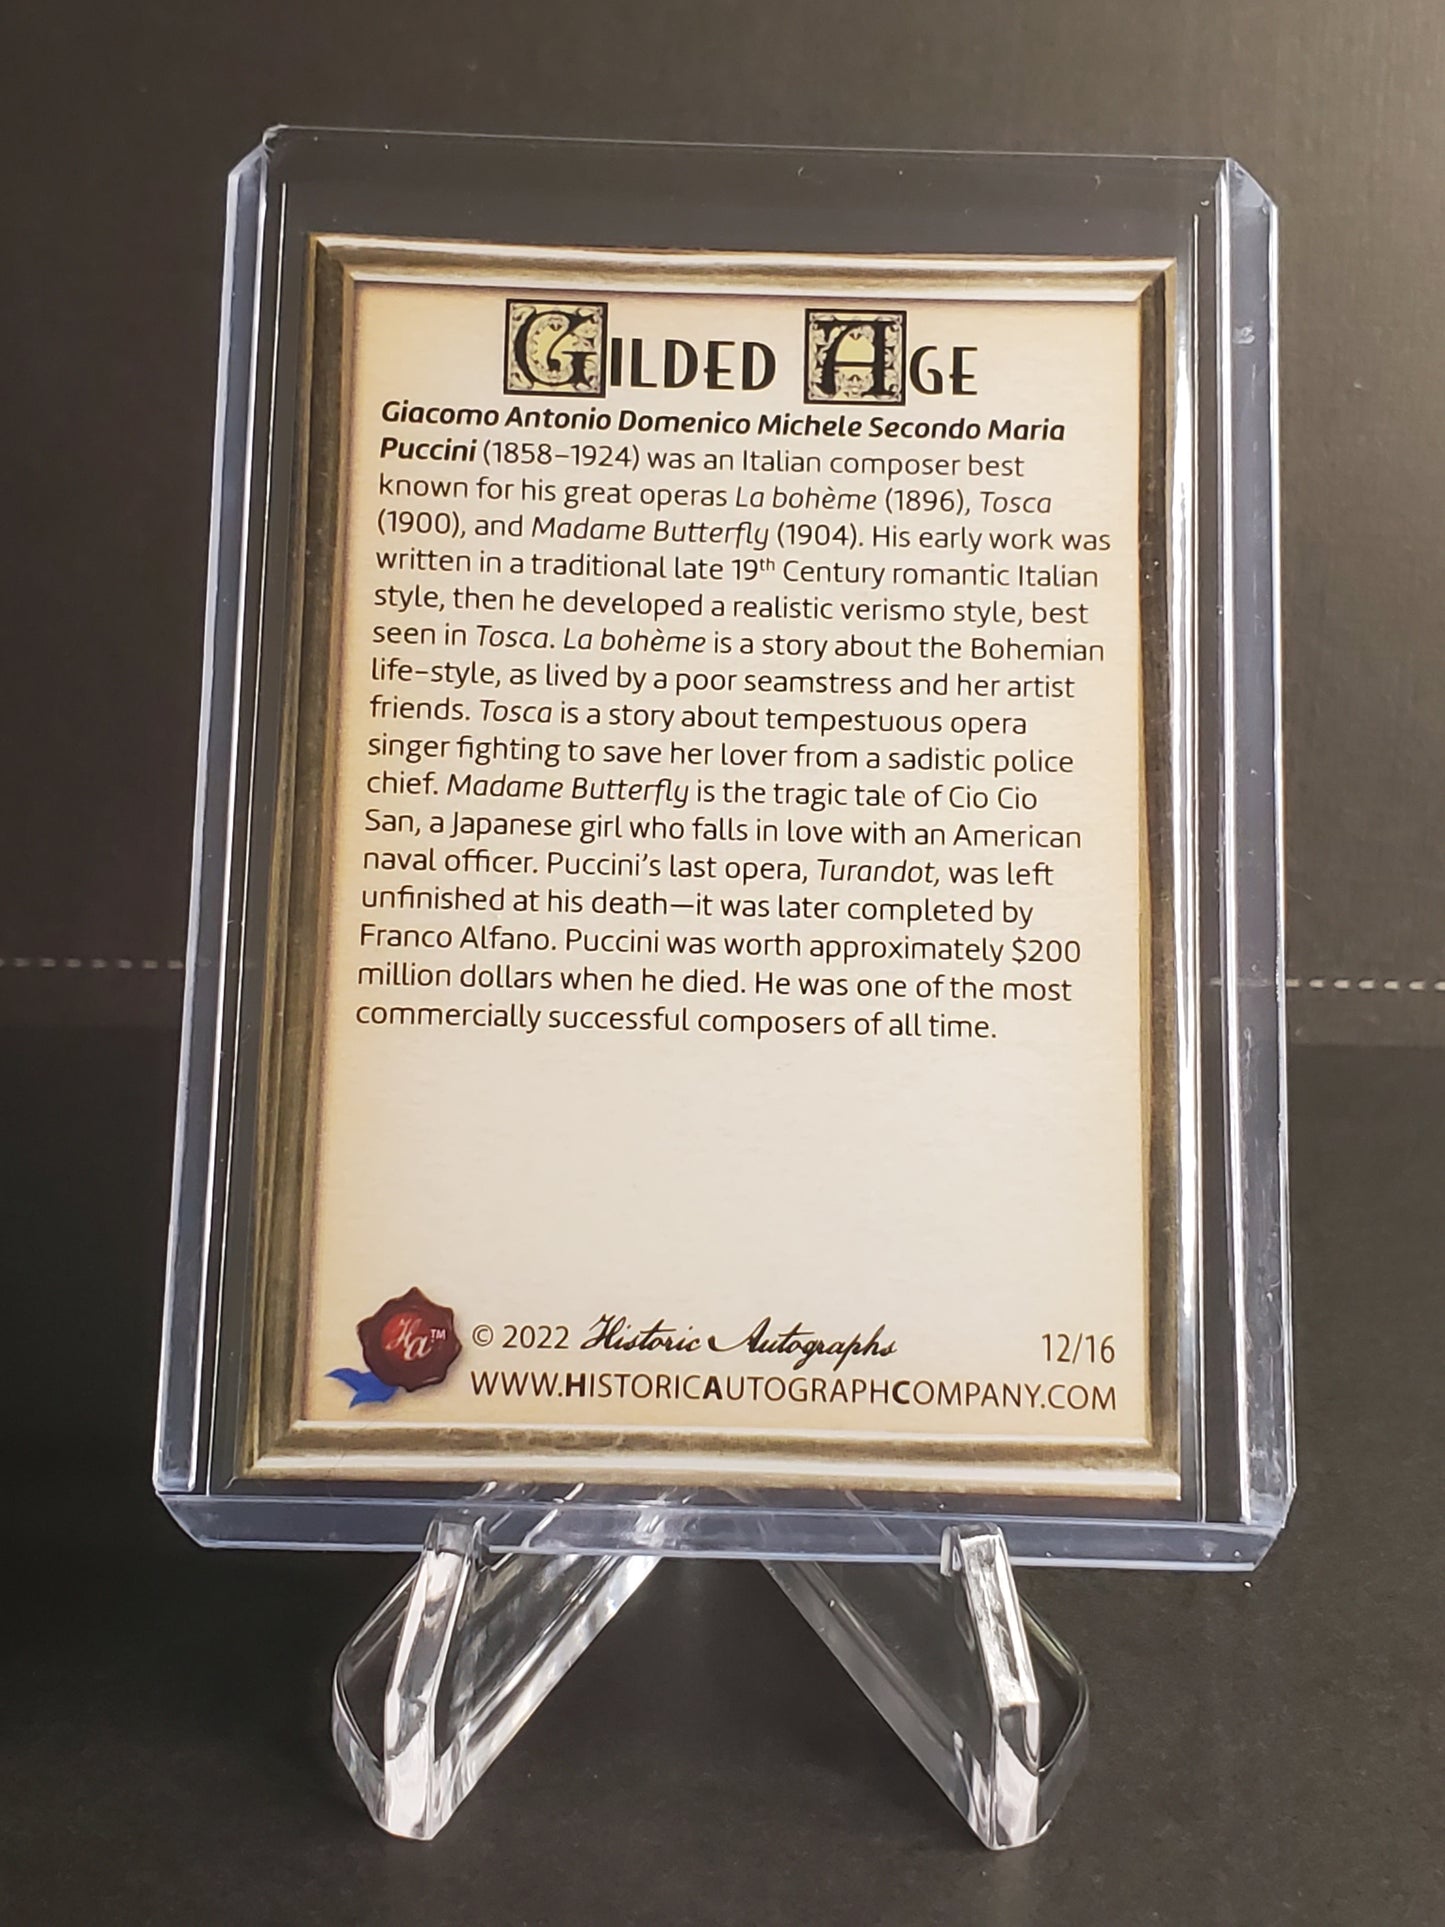 GILDED AGE
Giacomo Antonio Domenico Michele Secondo Maria
Puccini (1858–1924) was an Italian composer best
known for his great operas La bohème (1896), Tosca
(1900), and Madame Butterfly (1904). His early work was
written in a traditional late 19th Century romantic Italian
style, then he developed a realistic verismo style, best
seen in Tosca. La bohème is a story about the Bohemian
life-style, as lived by a poor seamstress and her artist
friends. Tosca is a story about tempestuous opera
singer fighting to save her lover from a sadistic police
chief. Madame Butterfly is the tragic tale of Cio Cio
San, a Japanese girl who falls in love with an American
naval officer. Puccini's last opera, Turandot, was left
unfinished at his death—it was later completed by
Franco Alfano. Puccini was worth approximately $200
million dollars when he died. He was one of the most
commercially successful composers of all time.
Ha™ © 2022 Historic Autographs 12/16
WWW.HISTORICAUTOGRAPHCOMPANY.COM